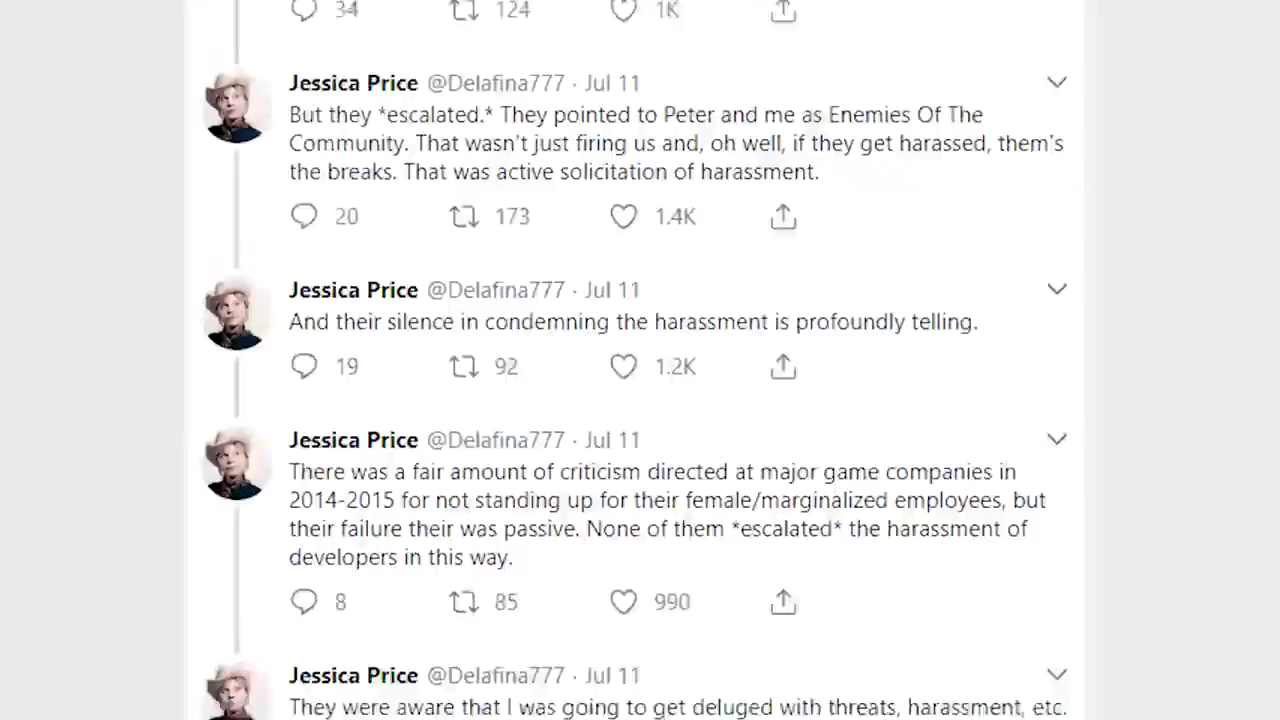 34 124 1K
Jessica Price @Delafina777 · Jul 11
But they *escalated.* They pointed to Peter and me as Enemies Of The
Community. That wasn't just firing us and, oh well, if they get harassed, them's
the breaks. That was active solicitation of harassment.
20 173 1.4K
Jessica Price @Delafina777 · Jul 11
And their silence in condemning the harassment is profoundly telling.
19 92 1.2K
Jessica Price @Delafina777 · Jul 11
There was a fair amount of criticism directed at major game companies in
2014-2015 for not standing up for their female/marginalized employees, but
their failure their was passive. None of them *escalated* the harassment of
developers in this way.
8 85 990
Jessica Price @Delafina777 · Jul 11
They were aware that I was going to get deluged with threats, harassment, etc.